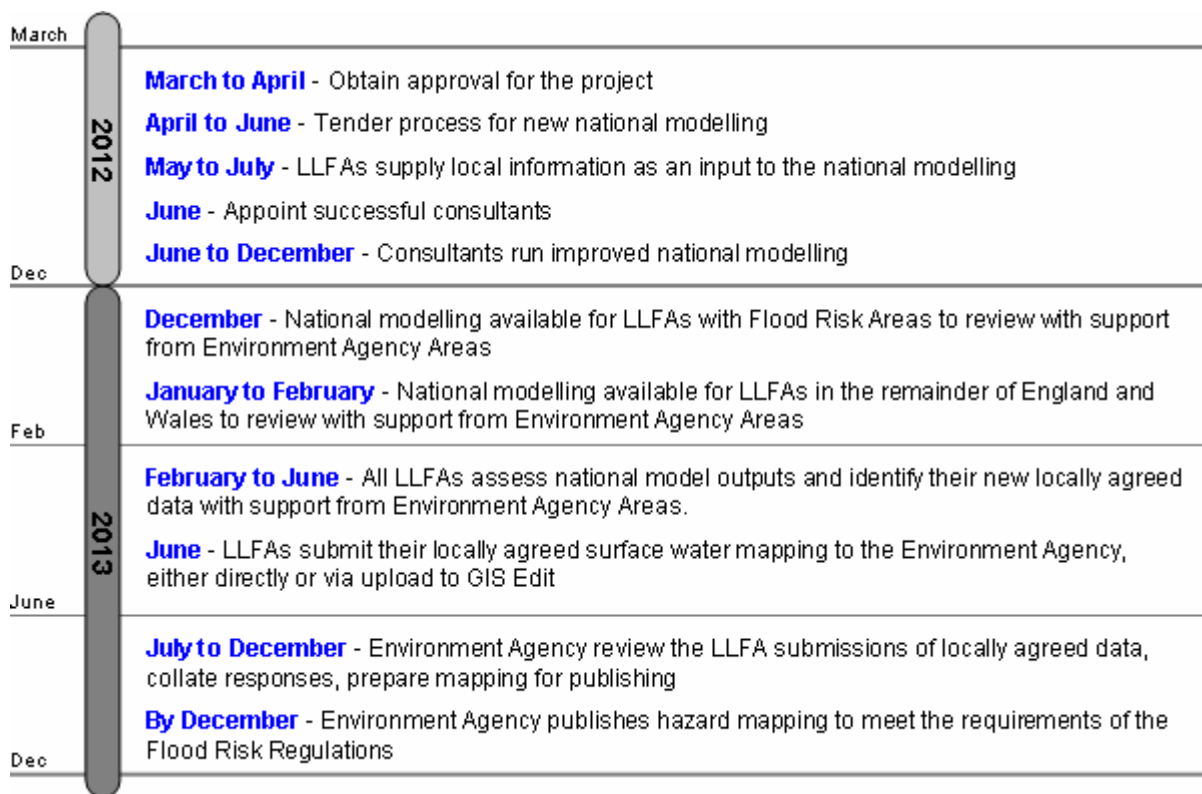 March
2012
March to April - Obtain approval for the project
April to June - Tender process for new national modelling
May to July - LLFAs supply local information as an input to the national modelling
June - Appoint successful consultants
June to December - Consultants run improved national modelling
Dec
2013
December - National modelling available for LLFAs with Flood Risk Areas to review with support
from Environment Agency Areas
January to February - National modelling available for LLFAs in the remainder of England and
Wales to review with support from Environment Agency Areas
Feb
February to June - All LLFAs assess national model outputs and identify their new locally agreed
data with support from Environment Agency Areas.
June - LLFAs submit their locally agreed surface water mapping to the Environment Agency,
either directly or via upload to GIS Edit
June
July to December - Environment Agency review the LLFA submissions of locally agreed data,
collate responses, prepare mapping for publishing
By December - Environment Agency publishes hazard mapping to meet the requirements of the
Flood Risk Regulations
Dec